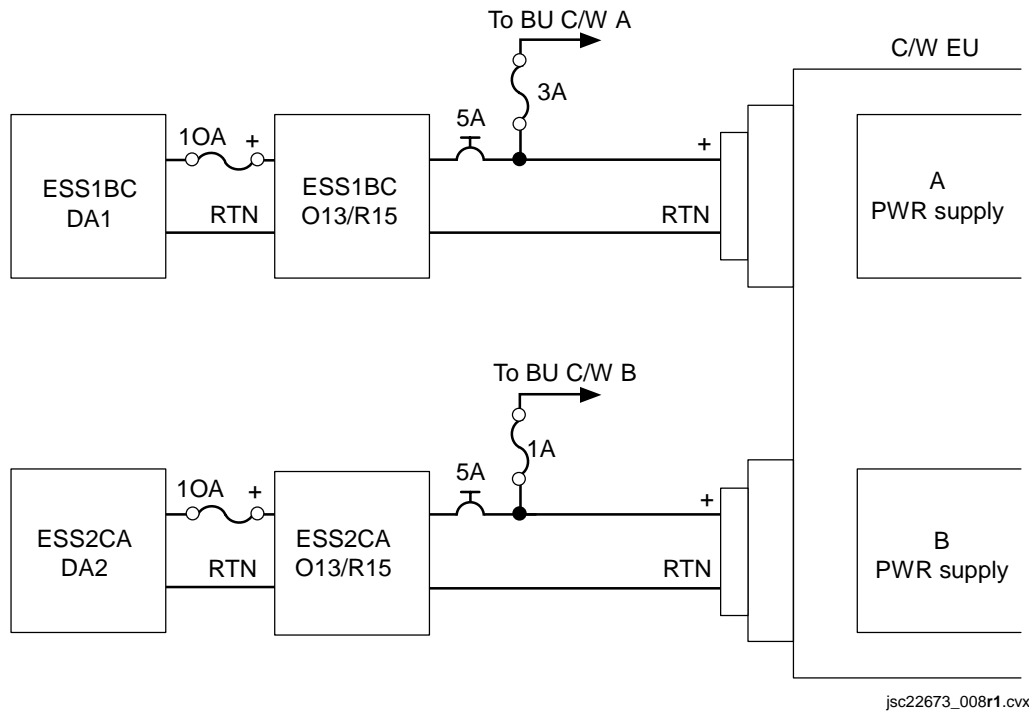 To BU C/W A
C/W EU
3A
5A
1OA
+
+
ESS1BC
DA1
ESS1BC
O13/R15
A
PWR supply
RTN
RTN
To BU C/W B
1A
5A
1OA
+
+
ESS2CA
DA2
ESS2CA
O13/R15
B
PWR supply
RTN
RTN
jsc22673_008r1.cvx